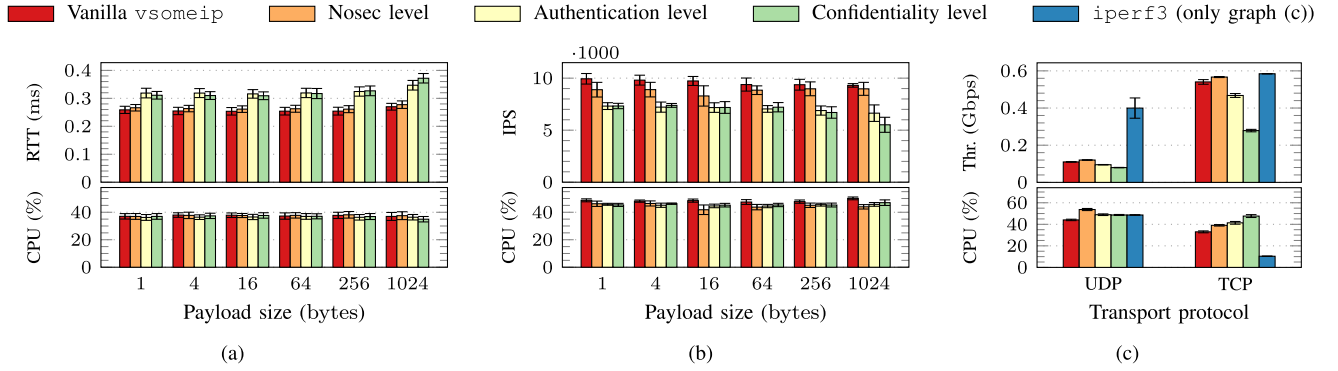 Vanilla vsomeip Nosec level Authentication level Confidentiality level iperf3 (only graph (c))
RTT (ms)
0.4
0.3
0.2
0.1
0
CPU (%)
40
20
0
1 4 16 64 256 1024
Payload size (bytes)
(a)
·1000
IPS
10
5
0
CPU (%)
40
20
0
1 4 16 64 256 1024
Payload size (bytes)
(b)
Thr. (Gbps)
0.6
0.4
0.2
0
CPU (%)
60
40
20
0
UDP TCP
Transport protocol
(c)